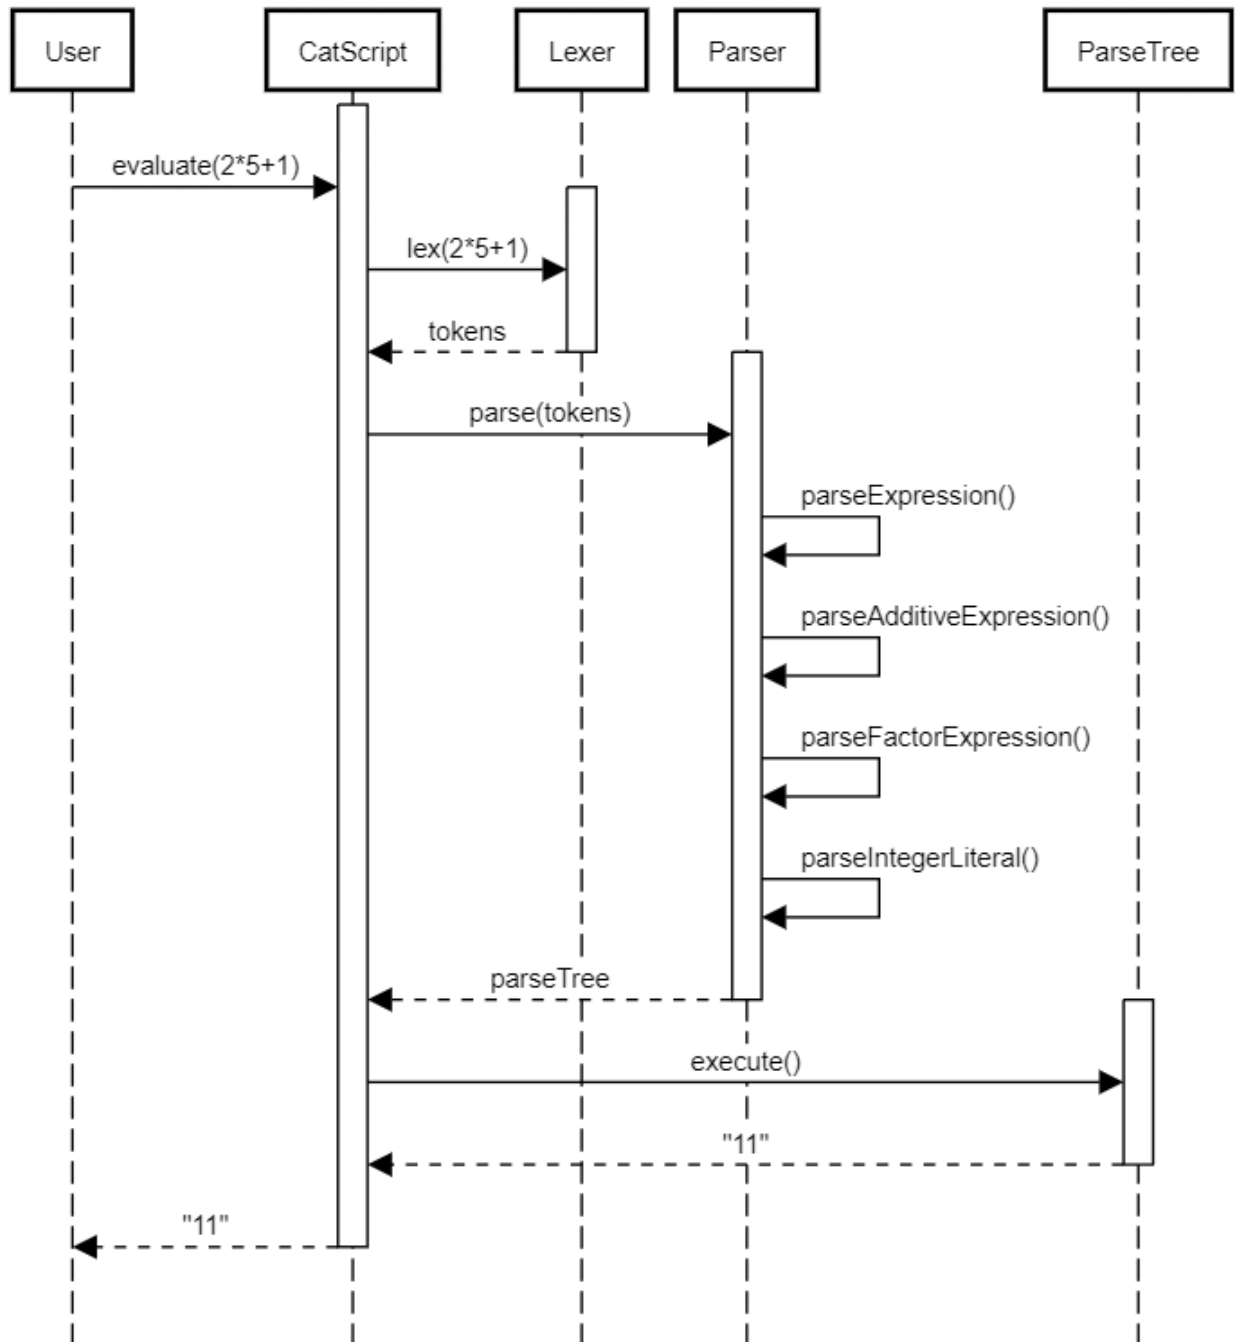 User
CatScript
Lexer
Parser
ParseTree
evaluate(2*5+1)
lex(2*5+1)
tokens
parse(tokens)
parseExpression()
parseAdditiveExpression()
parseFactorExpression()
parseIntegerLiteral()
parseTree
execute()
"11"
"11"